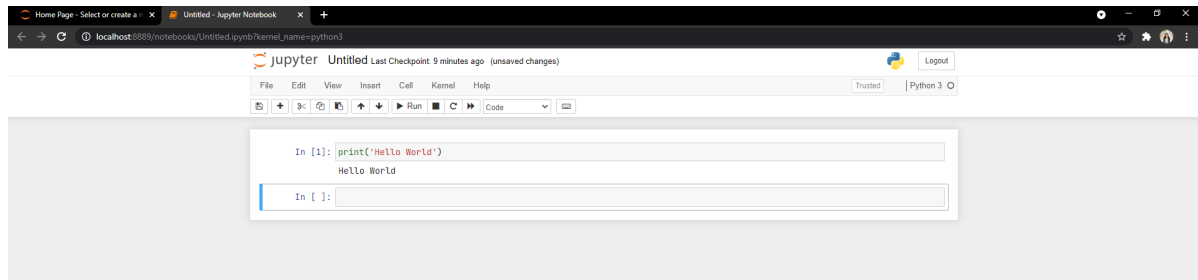 Home Page - Select or create a n
Untitled - Jupyter Notebook
localhost:8889/notebooks/Untitled.ipynb?kernel_name=python3
jupyter Untitled Last Checkpoint: 9 minutes ago (unsaved changes)
Logout
File Edit View Insert Cell Kernel Help
Trusted
Python 3
Run
Code
In [1]: print('Hello World')
Hello World
In [ ]: